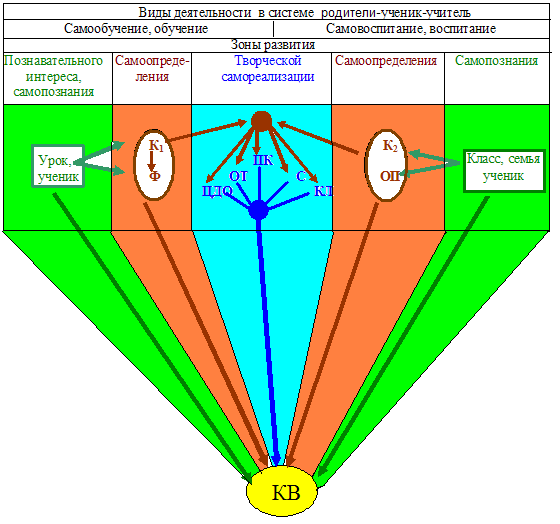 Виды деятельности в системе родители-ученик-учитель
Самообучение, обучение
Самовоспитание, воспитание
Зоны развития
Познавательного
интереса,
самопознания
Самоопреде-
ления
Творческой
самореализации
Самоопределения
Самопознания
Урок,
ученик
К1
Ф
ПК
ОТ
С
ЦДО
КЛ
К2
ОП
Класс, семья
ученик
КВ